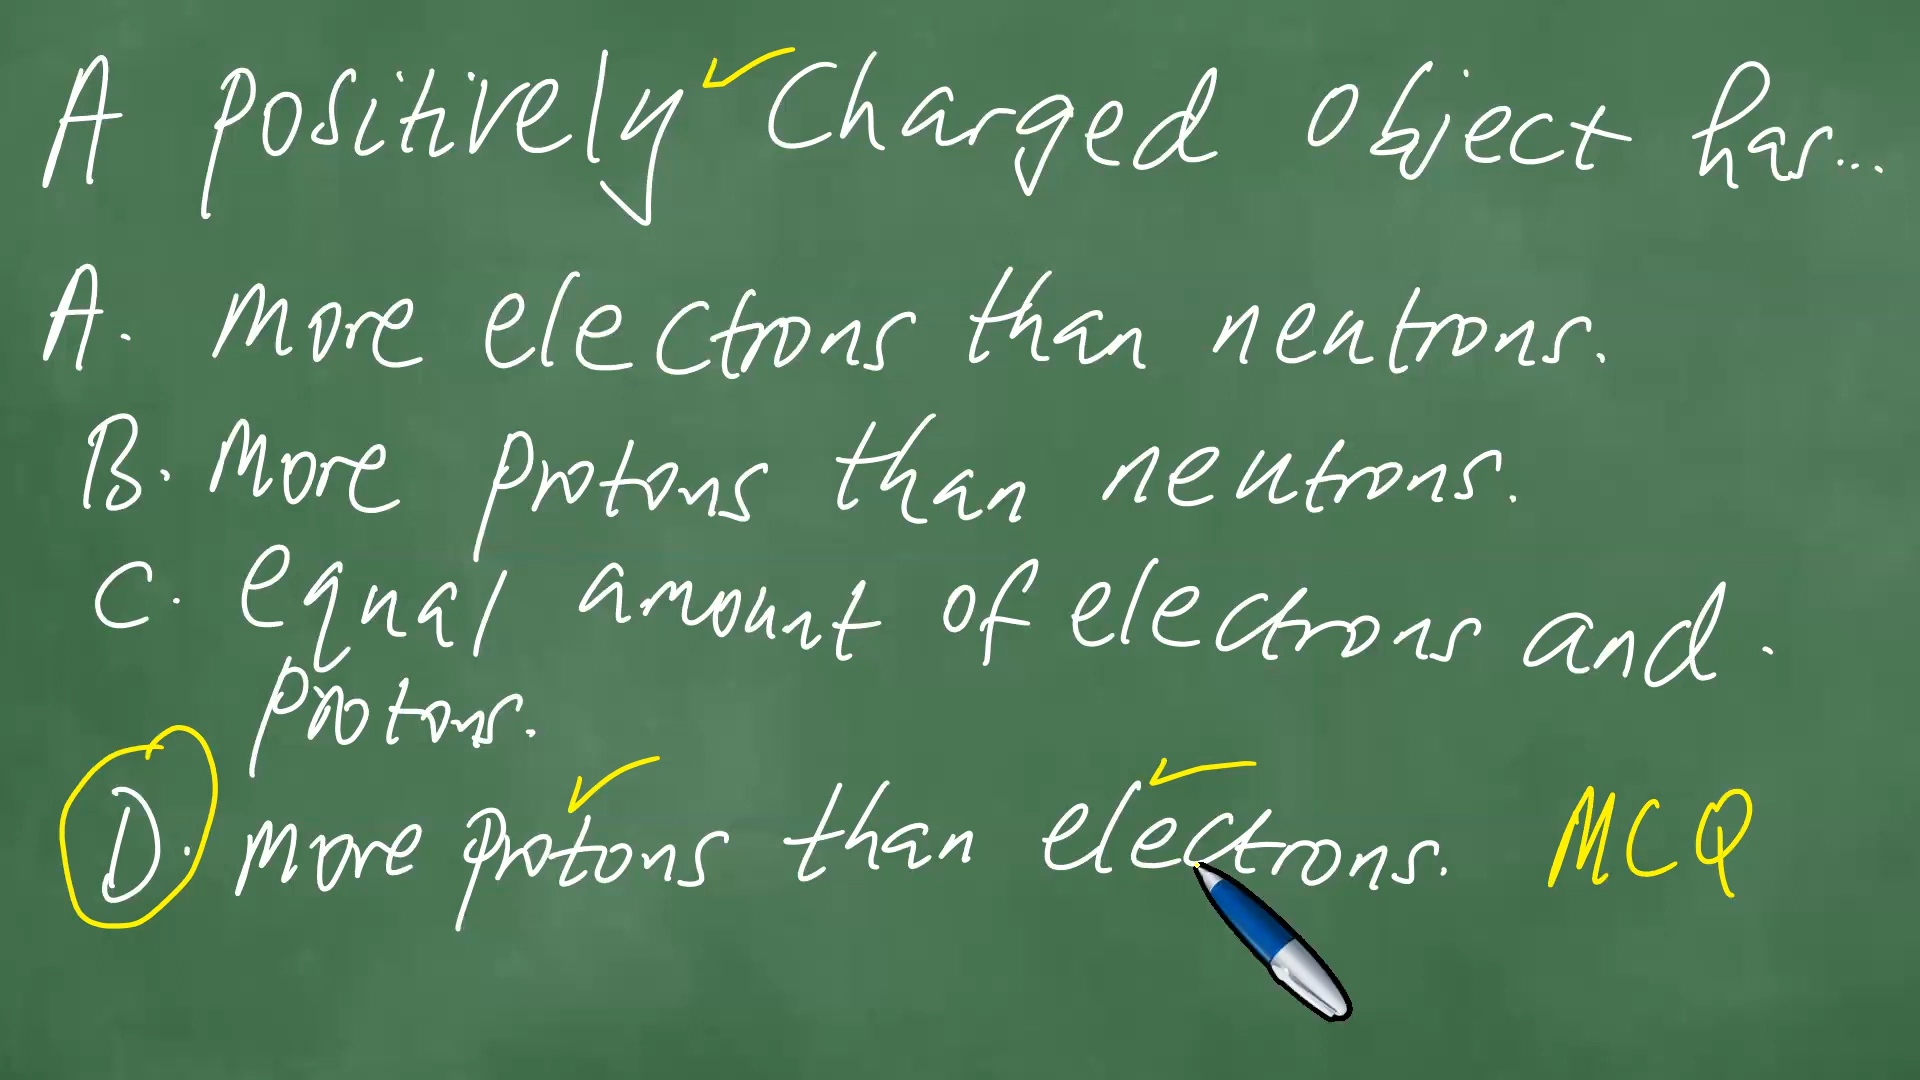 A positively Charged object has...
A. More electrons than neutrons.
B. More protons than neutrons.
C. equal amount of electrons and.
protons.
D. More protons than electrons. MCQ